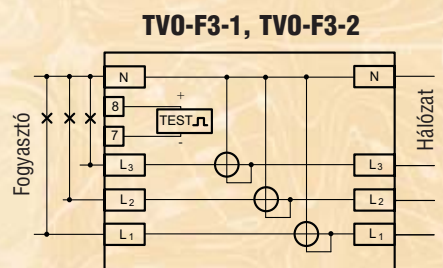 TVO-F3-1, TVO-F3-2
N N
8 +
TEST
7 -
L3 L3
L2 L2
L1 L1
Fogyasztó
Hálózat